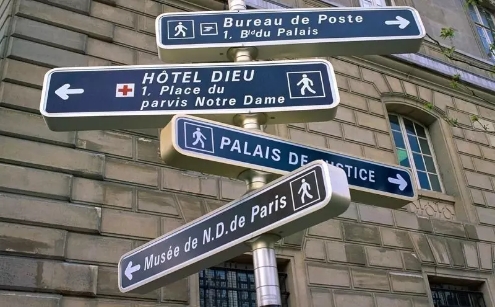 Bureau de Poste
1. Bld du Palais
HÔTEL DIEU
1. Place du
parvis Notre Dame
PALAIS DE JUSTICE
Musée de N.D. de Paris